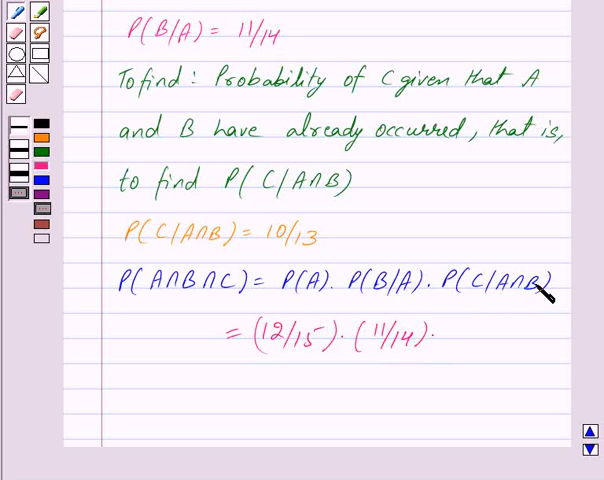 P(B/A) = 11/14
To find : Probability of C given that A
and B have already occurred, that is,
to find P(C/A∩B)
P(C/A∩B) = 10/13
P(A∩B∩C) = P(A). P(B/A). P(C/A∩B)
= (12/15). (11/14).